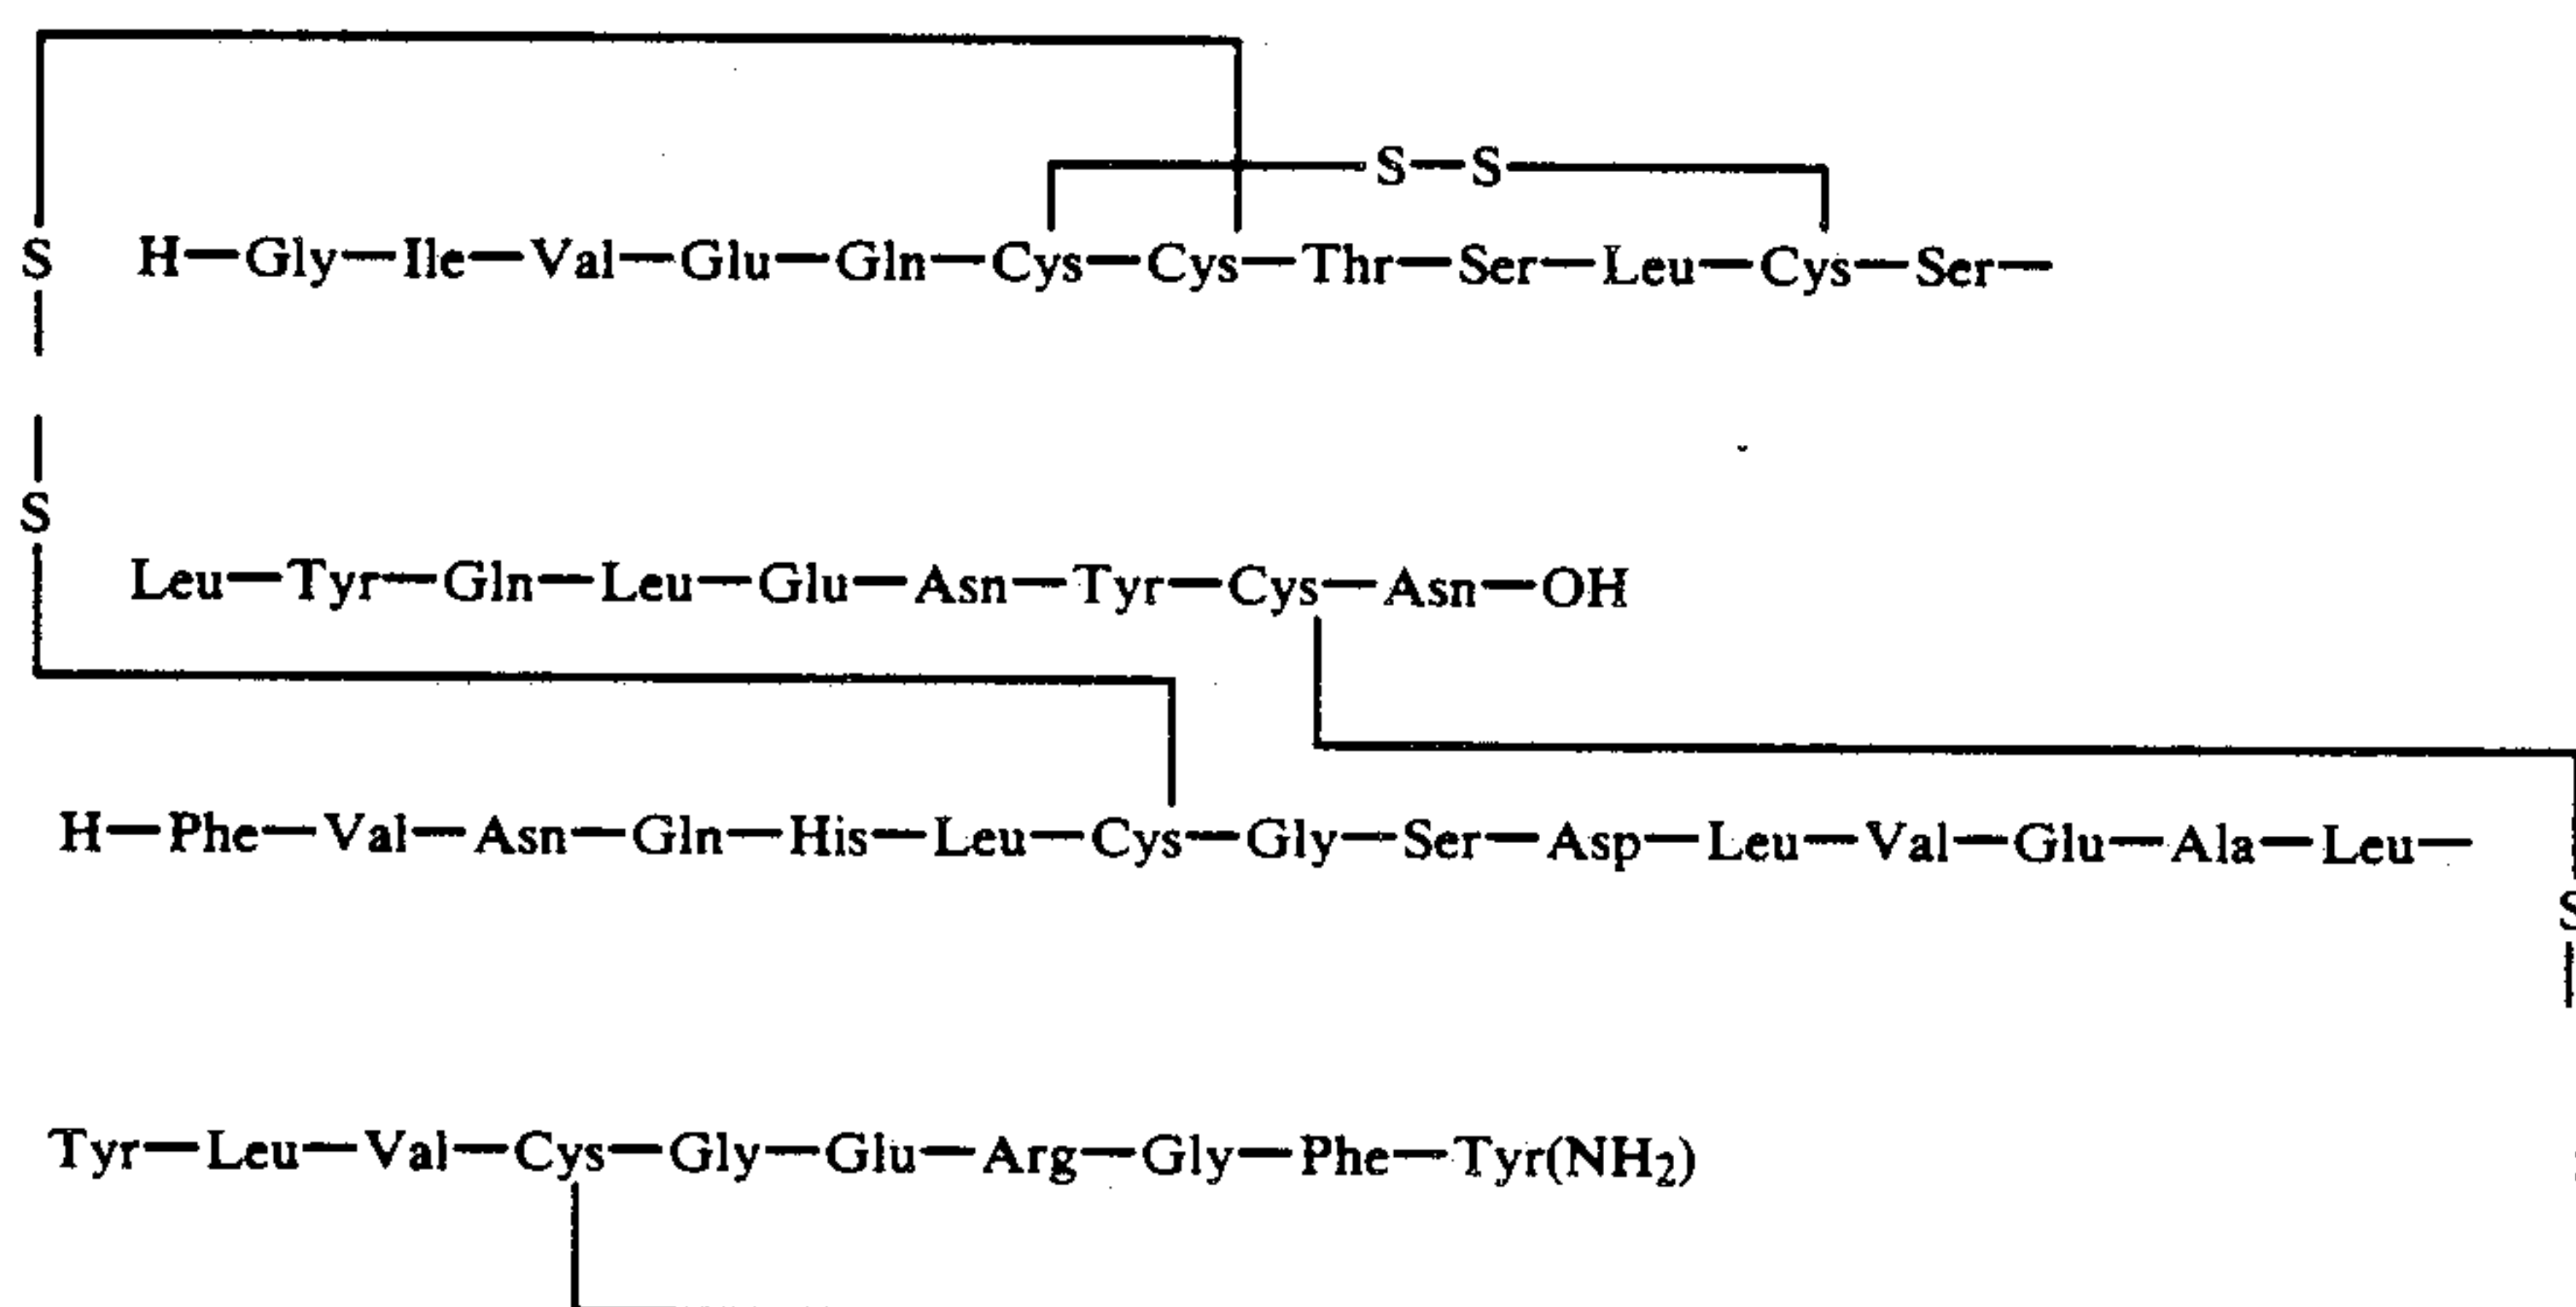 S—S
S H—Gly—Ile—Val—Glu—Gln—Cys—Cys—Thr—Ser—Leu—Cys—Ser—
S
Leu—Tyr—Gln—Leu—Glu—Asn—Tyr—Cys—Asn—OH
H—Phe—Val—Asn—Gln—His—Leu—Cys—Gly—Ser—Asp—Leu—Val—Glu—Ala—Leu—
S
Tyr—Leu—Val—Cys—Gly—Glu—Arg—Gly—Phe—Tyr(NH₂)